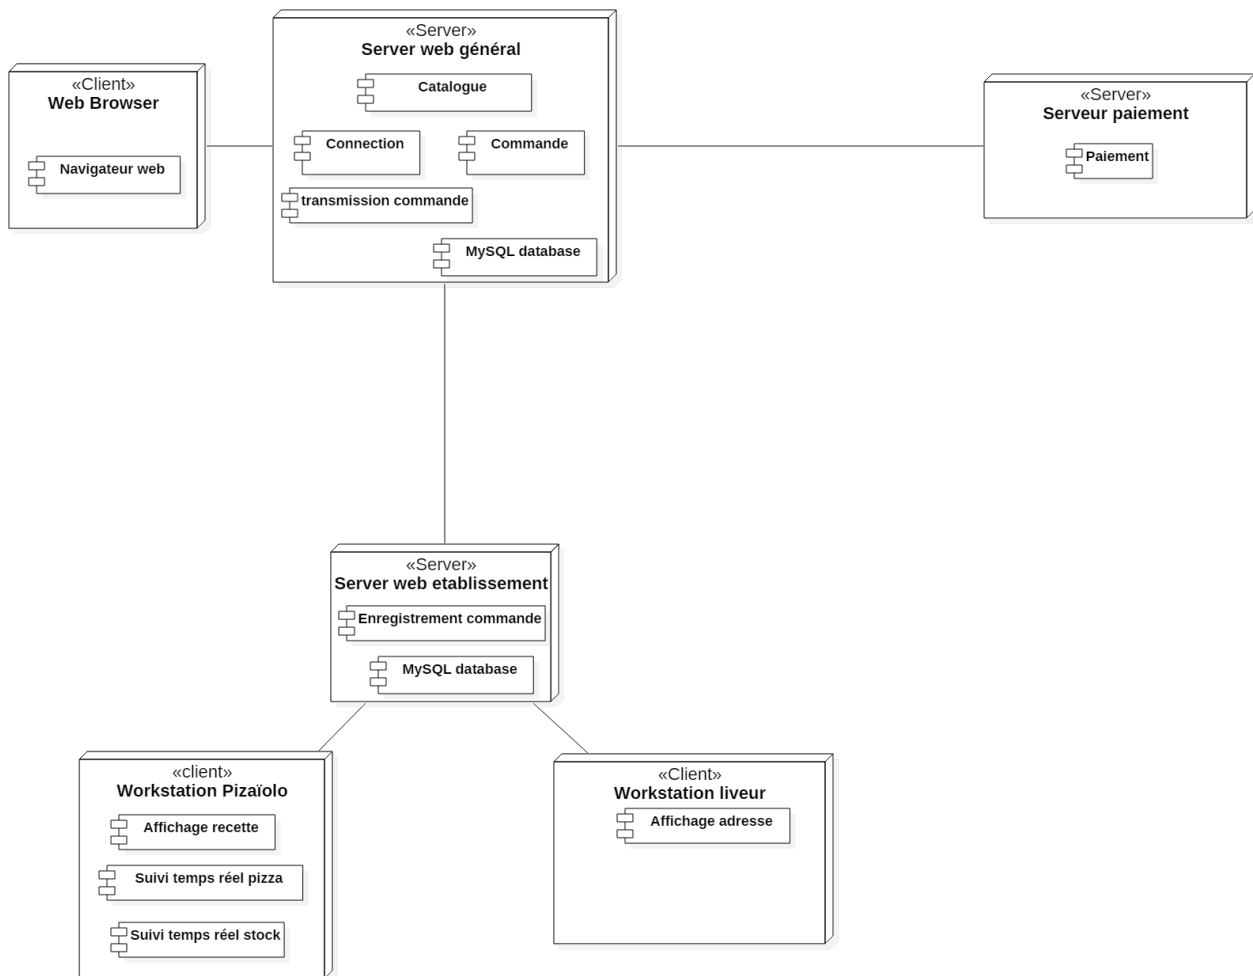 «Client»
Web Browser
Navigateur web
«Server»
Server web général
Catalogue
Connection
Commande
transmission commande
MySQL database
«Server»
Serveur paiement
Paiement
«Server»
Server web etablissement
Enregistrement commande
MySQL database
«client»
Workstation Pizaïolo
Affichage recette
Suivi temps réel pizza
Suivi temps réel stock
«Client»
Workstation liveur
Affichage adresse